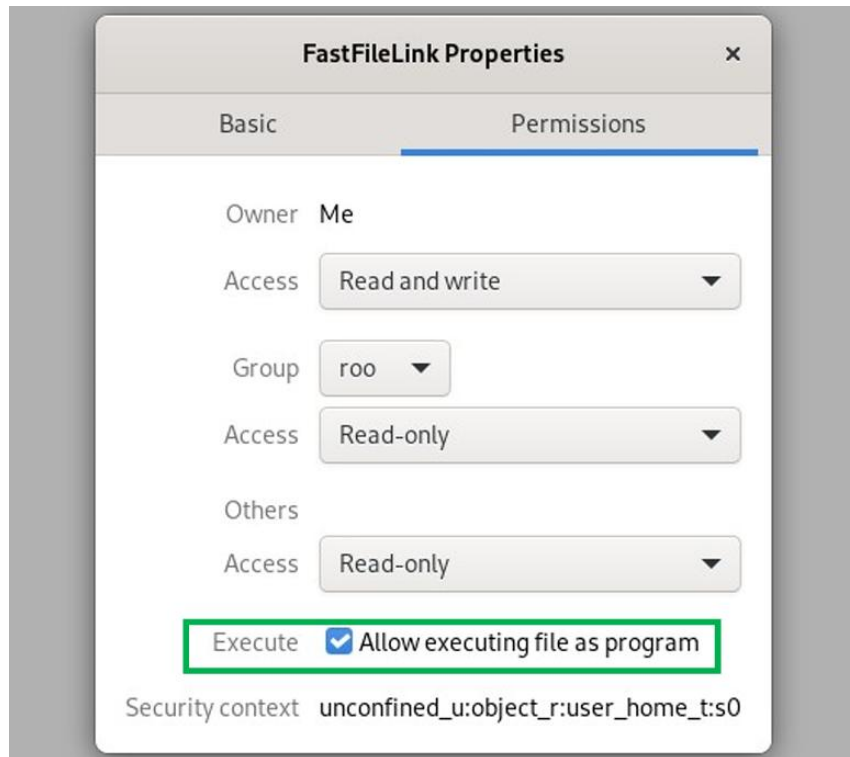 FastFileLink Properties
Basic Permissions
Owner Me
Access Read and write
Group roo
Access Read-only
Others
Access Read-only
Execute Allow executing file as program
Security context unconfined_u:object_r:user_home_t:s0